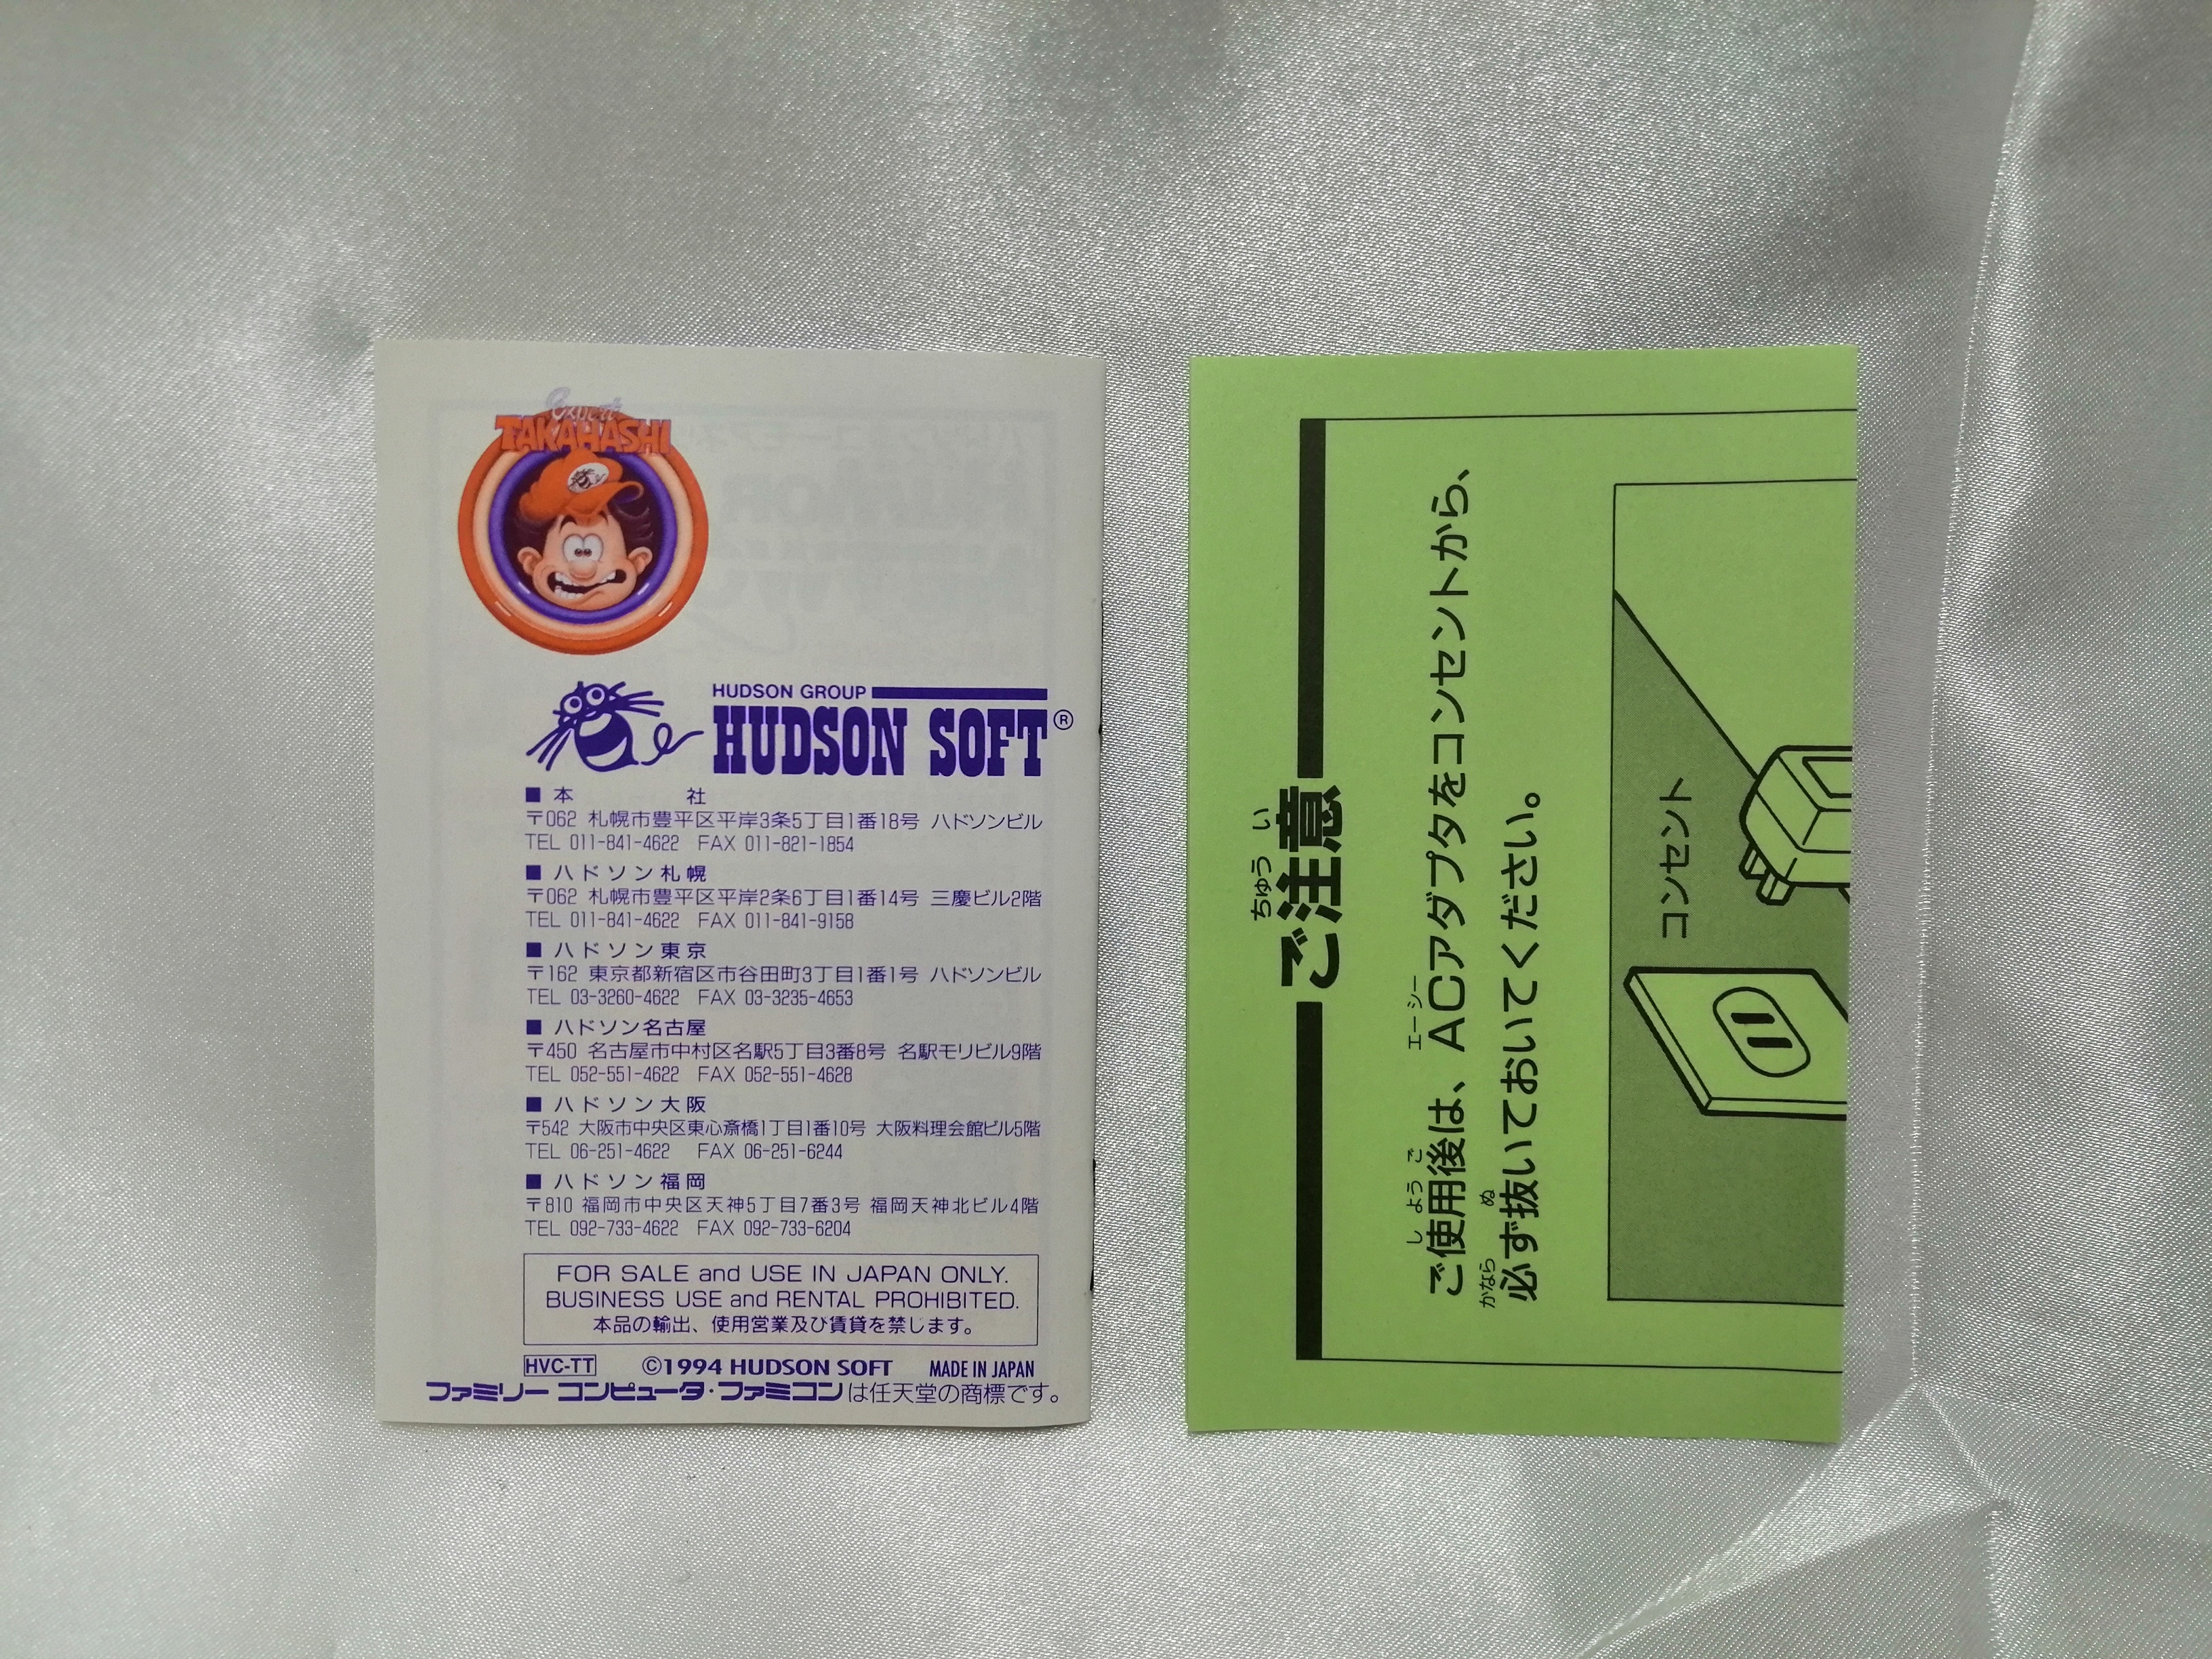 Expert
TAKAHASHI
HUDSON GROUP
HUDSON SOFT®
■ 本 社
〒062 札幌市豊平区平岸3条5丁目1番18号 ハドソンビル
TEL 011-841-4622 FAX 011-821-1854
■ ハドソン札幌
〒062 札幌市豊平区平岸2条6丁目1番14号 三慶ビル2階
TEL 011-841-4622 FAX 011-841-9158
■ ハドソン東京
〒162 東京都新宿区市谷田町3丁目1番1号 ハドソンビル
TEL 03-3260-4622 FAX 03-3235-4653
■ ハドソン名古屋
〒450 名古屋市中村区名駅5丁目3番8号 名駅モリビル9階
TEL 052-551-4622 FAX 052-551-4628
■ ハドソン大阪
〒542 大阪市中央区東心斎橋1丁目1番10号 大阪料理会館ビル5階
TEL 06-251-4622 FAX 06-251-6244
■ ハドソン福岡
〒810 福岡市中央区天神5丁目7番3号 福岡天神北ビル4階
TEL 092-733-4622 FAX 092-733-6204
FOR SALE and USE IN JAPAN ONLY.
BUSINESS USE and RENTAL PROHIBITED.
本品の輸出、使用営業及び賃貸を禁じます。
HVC-TT ©1994 HUDSON SOFT MADE IN JAPAN
ファミリーコンピュータ・ファミコンは任天堂の商標です。
ちゅう い
ご注意
し よう ご エーシー
ご使用後は、ACアダプタをコンセントから、
かなら ぬ
必ず抜いておいてください。
コンセント